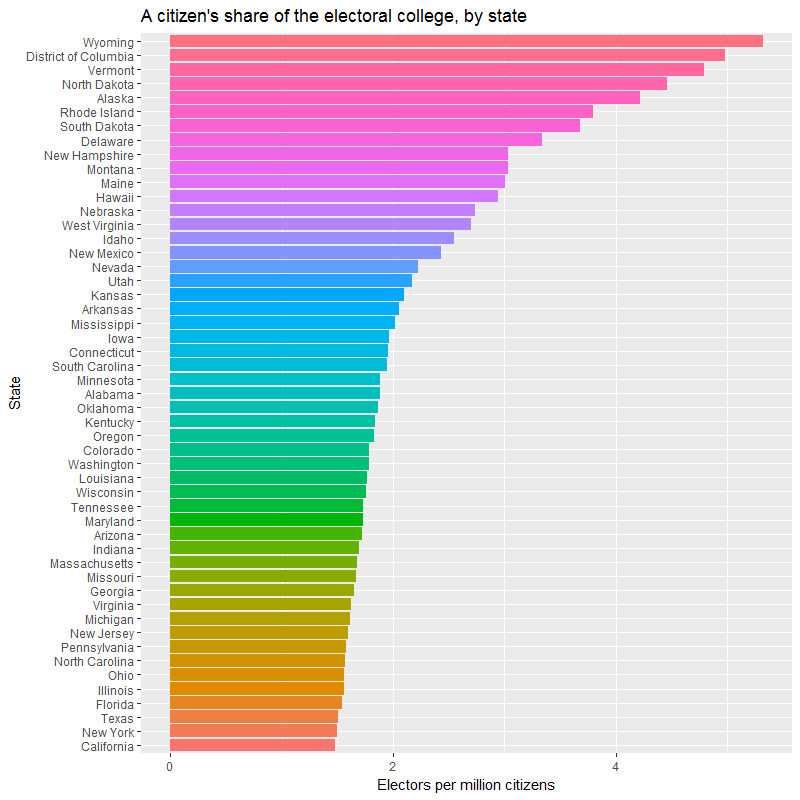 A citizen's share of the electoral college, by state
Wyoming
District of Columbia
Vermont
North Dakota
Alaska
Rhode Island
South Dakota
Delaware
New Hampshire
Montana
Maine
Hawaii
Nebraska
West Virginia
Idaho
New Mexico
Nevada
Utah
Kansas
Arkansas
Mississippi
Iowa
Connecticut
South Carolina
Minnesota
Alabama
Oklahoma
Kentucky
Oregon
Colorado
Washington
Louisiana
Wisconsin
Tennessee
Maryland
Arizona
Indiana
Massachusetts
Missouri
Georgia
Virginia
Michigan
New Jersey
Pennsylvania
North Carolina
Ohio
Illinois
Florida
Texas
New York
California
State
0 2 4
Electors per million citizens